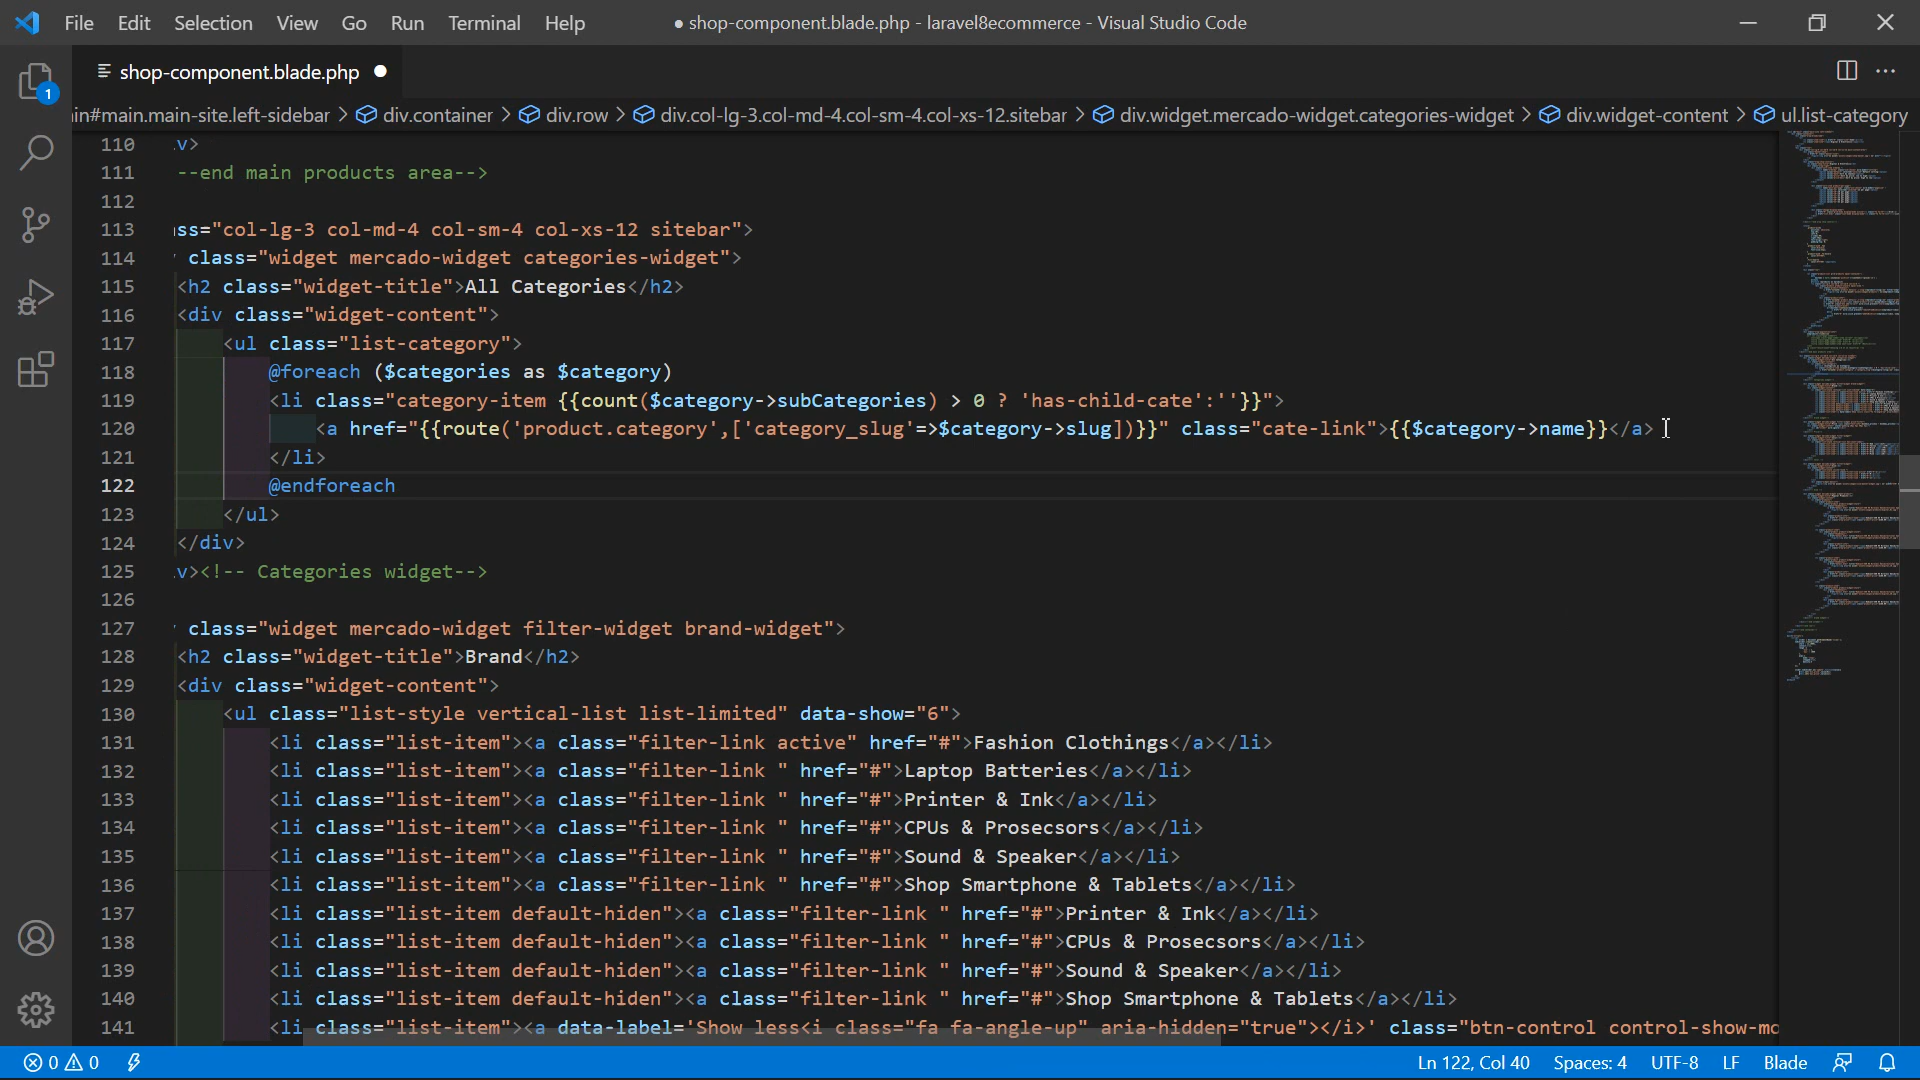 File Edit Selection View Go Run Terminal Help ● shop-component.blade.php - laravel8ecommerce - Visual Studio Code
shop-component.blade.php ●
in#main.main-site.left-sidebar > div.container > div.row > div.col-lg-3.col-md-4.col-sm-4.col-xs-12.sitebar > div.widget.mercado-widget.categories-widget > div.widget-content > ul.list-category
1
110 v>
111 --end main products area-->
112
113 ss="col-lg-3 col-md-4 col-sm-4 col-xs-12 sitebar">
114 class="widget mercado-widget categories-widget">
115 <h2 class="widget-title">All Categories</h2>
116 <div class="widget-content">
117 <ul class="list-category">
118 @foreach ($categories as $category)
119 <li class="category-item {{count($category->subCategories) > 0 ? 'has-child-cate':''}}">
120 <a href="{{route('product.category',['category_slug'=>$category->slug])}}" class="cate-link">{{$category->name}}</a>
121 </li>
122 @endforeach
123 </ul>
124 </div>
125 v><!-- Categories widget-->
126
127 class="widget mercado-widget filter-widget brand-widget">
128 <h2 class="widget-title">Brand</h2>
129 <div class="widget-content">
130 <ul class="list-style vertical-list list-limited" data-show="6">
131 <li class="list-item"><a class="filter-link active" href="#">Fashion Clothings</a></li>
132 <li class="list-item"><a class="filter-link " href="#">Laptop Batteries</a></li>
133 <li class="list-item"><a class="filter-link " href="#">Printer & Ink</a></li>
134 <li class="list-item"><a class="filter-link " href="#">CPUs & Prosecsors</a></li>
135 <li class="list-item"><a class="filter-link " href="#">Sound & Speaker</a></li>
136 <li class="list-item"><a class="filter-link " href="#">Shop Smartphone & Tablets</a></li>
137 <li class="list-item default-hiden"><a class="filter-link " href="#">Printer & Ink</a></li>
138 <li class="list-item default-hiden"><a class="filter-link " href="#">CPUs & Prosecsors</a></li>
139 <li class="list-item default-hiden"><a class="filter-link " href="#">Sound & Speaker</a></li>
140 <li class="list-item default-hiden"><a class="filter-link " href="#">Shop Smartphone & Tablets</a></li>
141 <li class="list-item"><a data-label='Show less<i class="fa fa-angle-up" aria-hidden="true"></i>' class="btn-control control-show-mo
0 0 Ln 122, Col 40 Spaces: 4 UTF-8 LF Blade